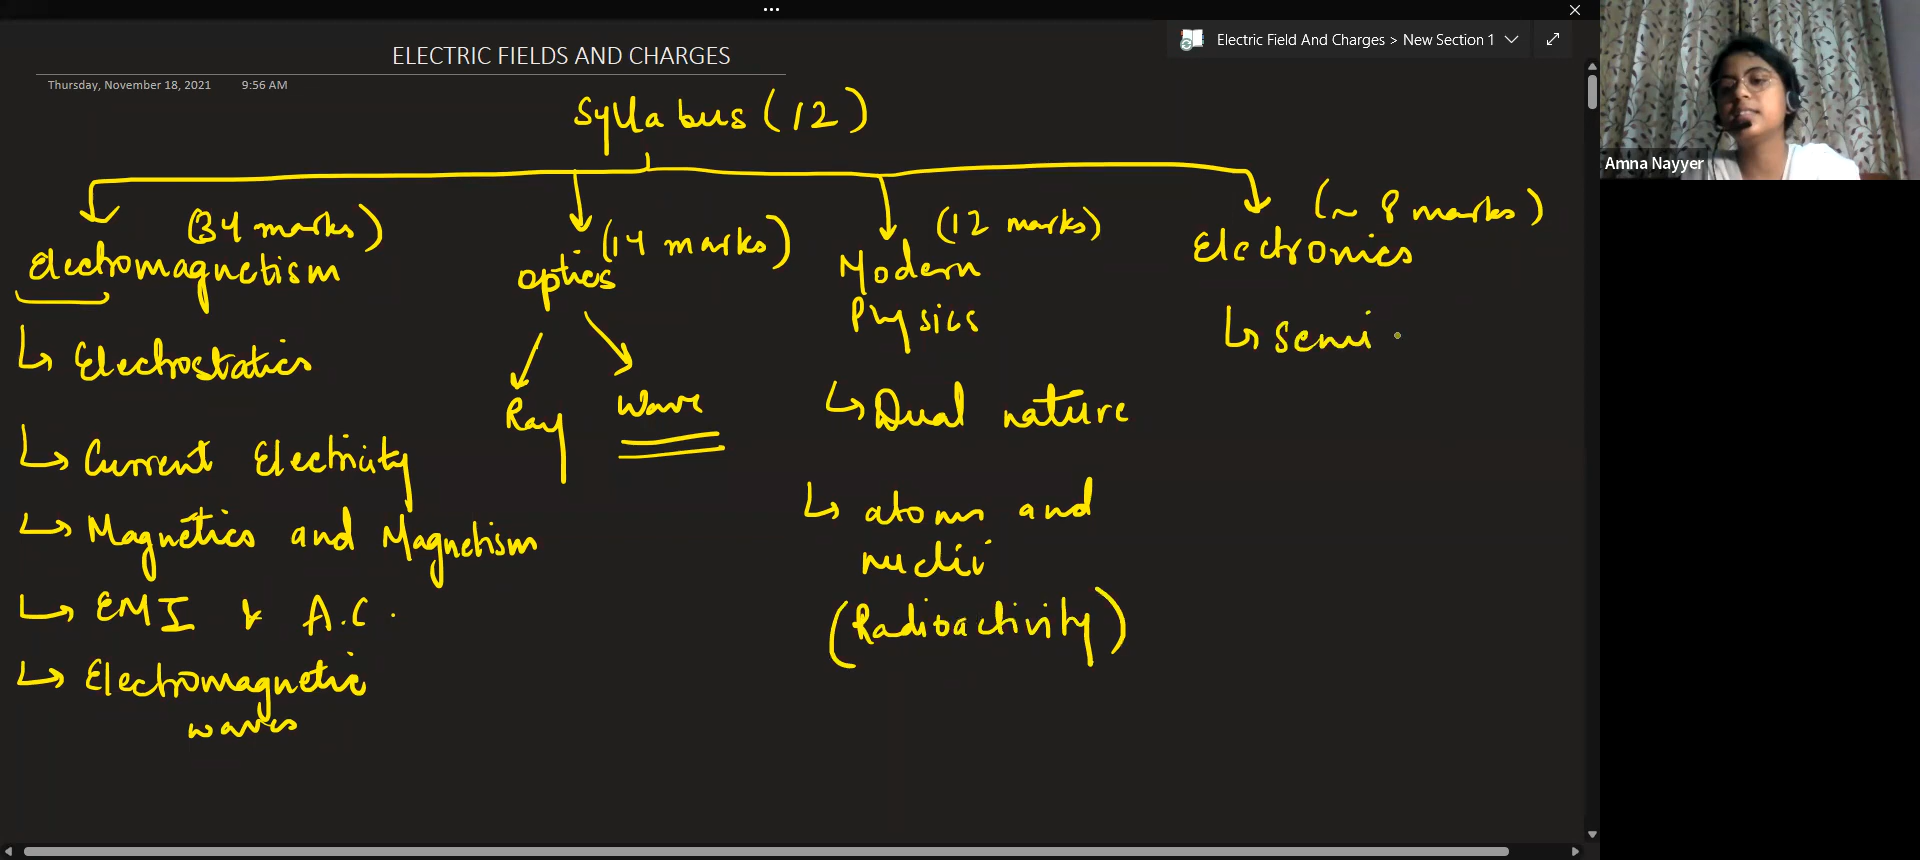 Electric Field And Charges > New Section 1
ELECTRIC FIELDS AND CHARGES
Thursday, November 18, 2021 9:56 AM
Syllabus (12)
Electromagnetism (34 marks)
↳ Electrostatics
↳ Current Electricity
↳ Magnetics and Magnetism
↳ EMI & A.C.
↳ Electromagnetic
waves
Optics (14 marks)
Ray
Wave
Modern (12 marks)
Physics
↳ Dual nature
↳ atoms and
nuclii
(Radioactivity)
Electronics (~ 8 marks)
↳ Semi
Amna Nayyer